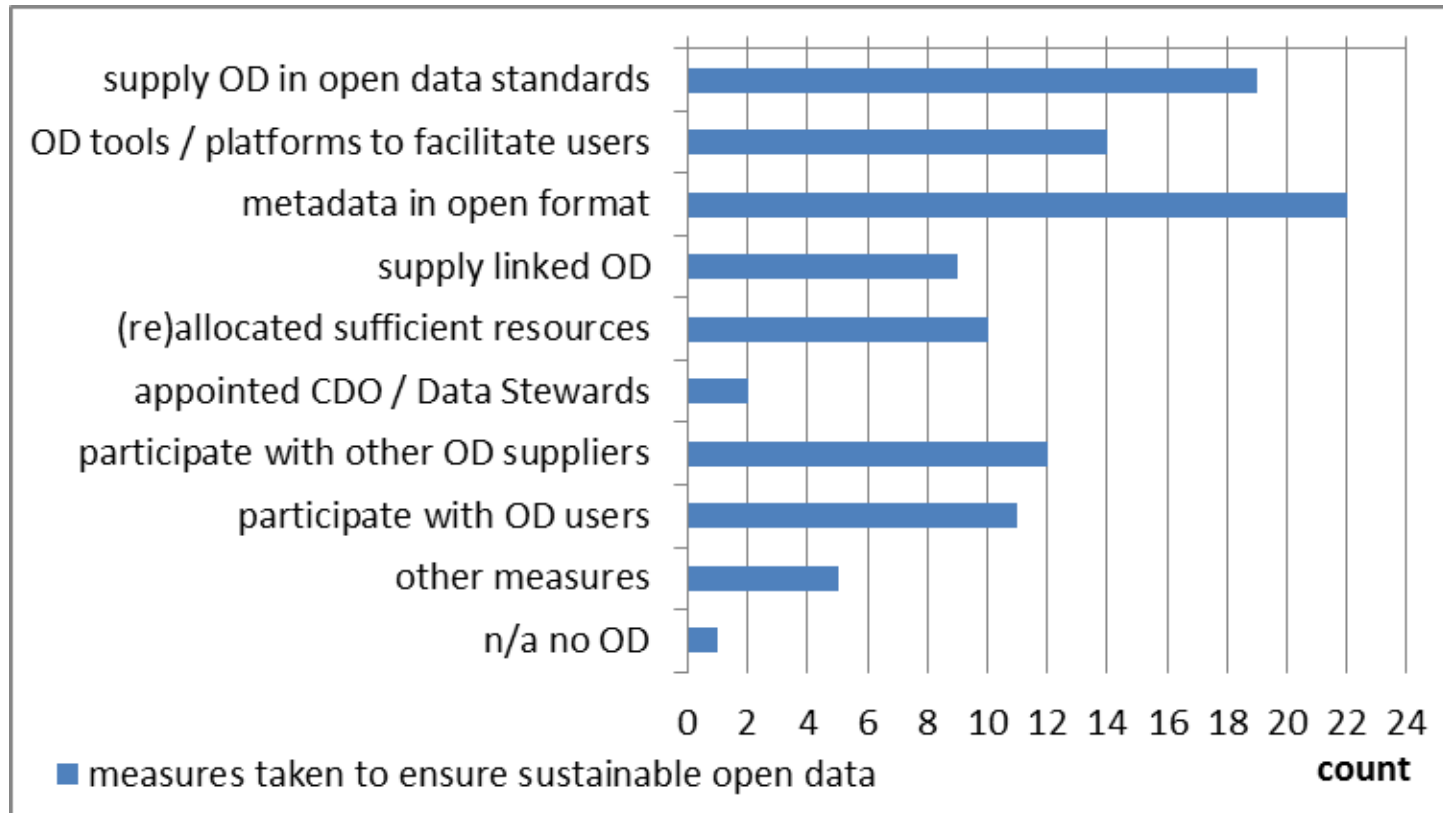 supply OD in open data standards
OD tools / platforms to facilitate users
metadata in open format
supply linked OD
(re)allocated sufficient resources
appointed CDO / Data Stewards
participate with other OD suppliers
participate with OD users
other measures
n/a no OD
0 2 4 6 8 10 12 14 16 18 20 22 24
measures taken to ensure sustainable open data
count